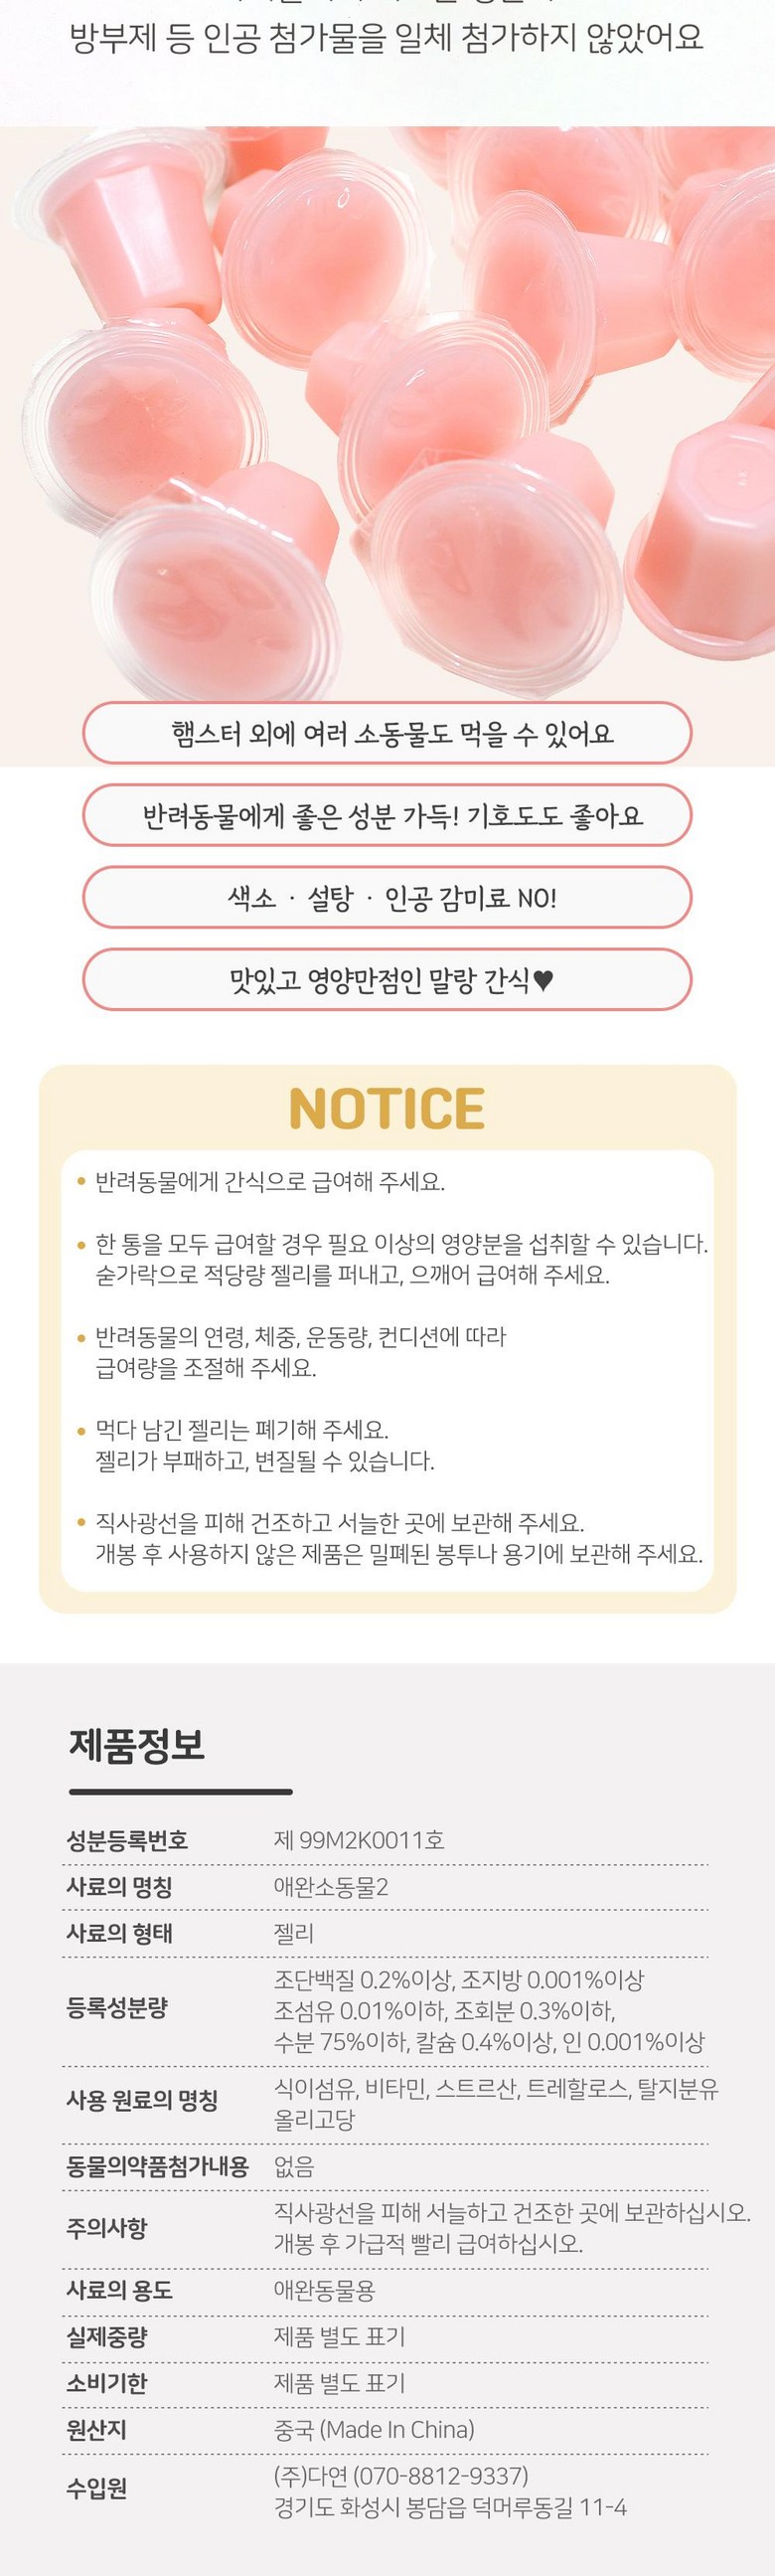 방부제 등 인공 첨가물을 일체 첨가하지 않았어요
햄스터 외에 여러 소동물도 먹을 수 있어요
반려동물에게 좋은 성분 가득! 기호도도 좋아요
색소 · 설탕 · 인공 감미료 NO!
맛있고 영양만점인 말랑 간식♥
NOTICE
• 반려동물에게 간식으로 급여해 주세요.
• 한 통을 모두 급여할 경우 필요 이상의 영양분을 섭취할 수 있습니다.
숟가락으로 적당량 젤리를 퍼내고, 으깨어 급여해 주세요.
• 반려동물의 연령, 체중, 운동량, 컨디션에 따라
급여량을 조절해 주세요.
• 먹다 남긴 젤리는 폐기해 주세요.
젤리가 부패하고, 변질될 수 있습니다.
• 직사광선을 피해 건조하고 서늘한 곳에 보관해 주세요.
개봉 후 사용하지 않은 제품은 밀폐된 봉투나 용기에 보관해 주세요.
제품정보
성분등록번호 제 99M2K0011호
사료의 명칭 애완소동물2
사료의 형태 젤리
등록성분량 조단백질 0.2%이상, 조지방 0.001%이상
조섬유 0.01%이하, 조회분 0.3%이하,
수분 75%이하, 칼슘 0.4%이상, 인 0.001%이상
사용 원료의 명칭 식이섬유, 비타민, 스트르산, 트레할로스, 탈지분유
올리고당
동물의약품첨가내용 없음
주의사항 직사광선을 피해 서늘하고 건조한 곳에 보관하십시오.
개봉 후 가급적 빨리 급여하십시오.
사료의 용도 애완동물용
실제중량 제품 별도 표기
소비기한 제품 별도 표기
원산지 중국 (Made In China)
수입원 (주)다연 (070-8812-9337)
경기도 화성시 봉담읍 덕머루동길 11-4